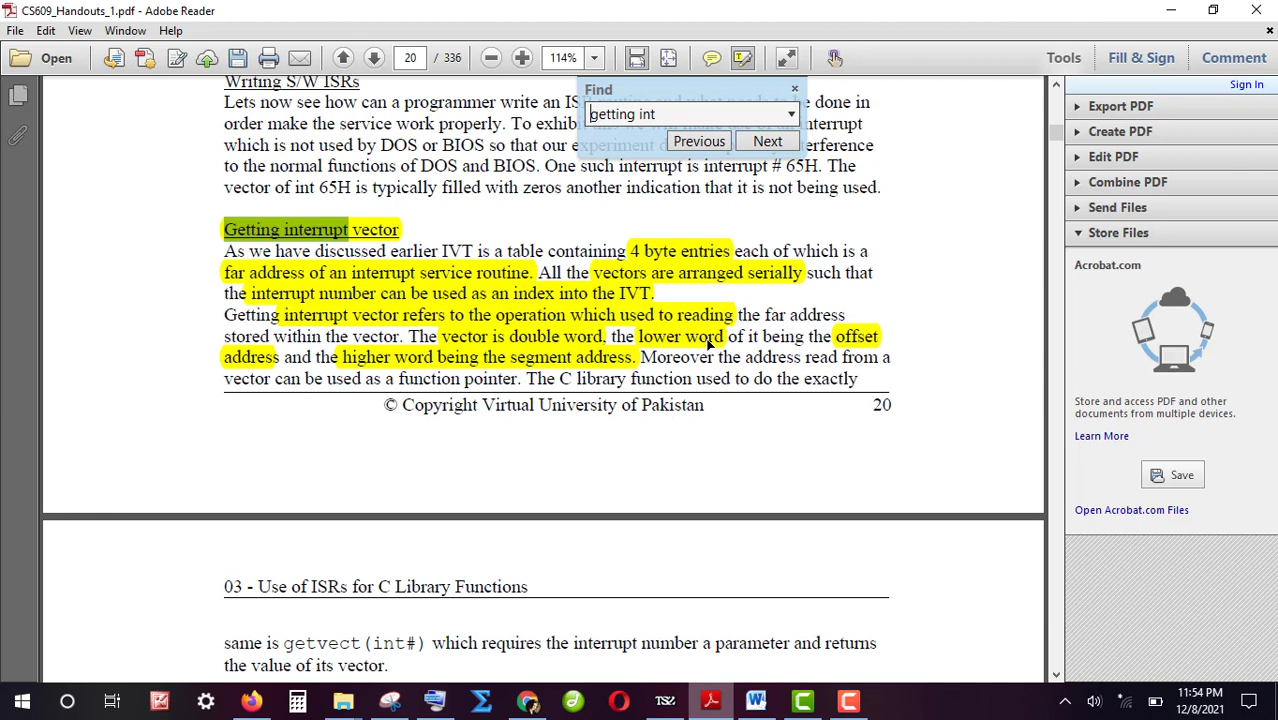 CS609_Handouts_1.pdf - Adobe Reader
File Edit View Window Help
Open 20 / 336 114% Tools Fill & Sign Comment
Sign In
Export PDF
Create PDF
Edit PDF
Combine PDF
Send Files
Store Files
Acrobat.com
Store and access PDF and other
documents from multiple devices.
Learn More
Save
Open Acrobat.com Files
Find
getting int
Previous Next
Writing S/W ISRs
Lets now see how can a programmer write an IS done in
order make the service work properly. To exhibi interrupt
which is not used by DOS or BIOS so that our interference
to the normal functions of DOS and BIOS. One such interrupt is interrupt # 65H. The
vector of int 65H is typically filled with zeros another indication that it is not being used.
Getting interrupt vector
As we have discussed earlier IVT is a table containing 4 byte entries each of which is a
far address of an interrupt service routine. All the vectors are arranged serially such that
the interrupt number can be used as an index into the IVT.
Getting interrupt vector refers to the operation which used to reading the far address
stored within the vector. The vector is double word, the lower word of it being the offset
address and the higher word being the segment address. Moreover the address read from a
vector can be used as a function pointer. The C library function used to do the exactly
© Copyright Virtual University of Pakistan 20
03 - Use of ISRs for C Library Functions
same is getvect(int#) which requires the interrupt number a parameter and returns
the value of its vector.
TSZ
11:54 PM
12/8/2021